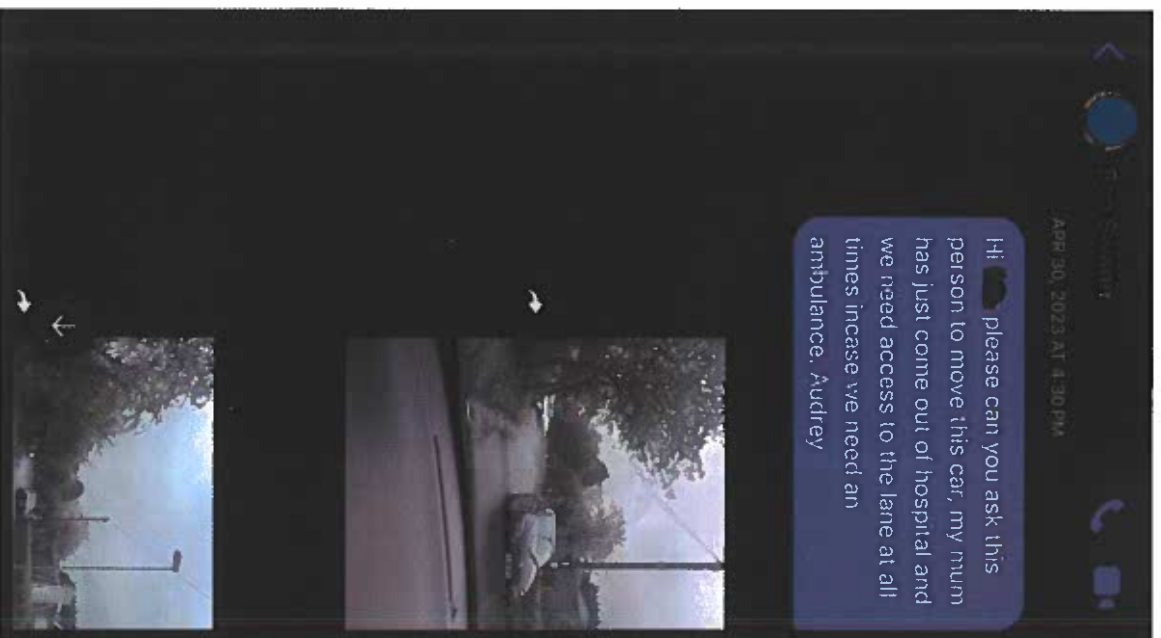 APR 30, 2023 AT 4:30 PM
Hi please can you ask this
person to move this car, my mum
has just come out of hospital and
we need access to the lane at all
times incase we need an
ambulance. Audrey